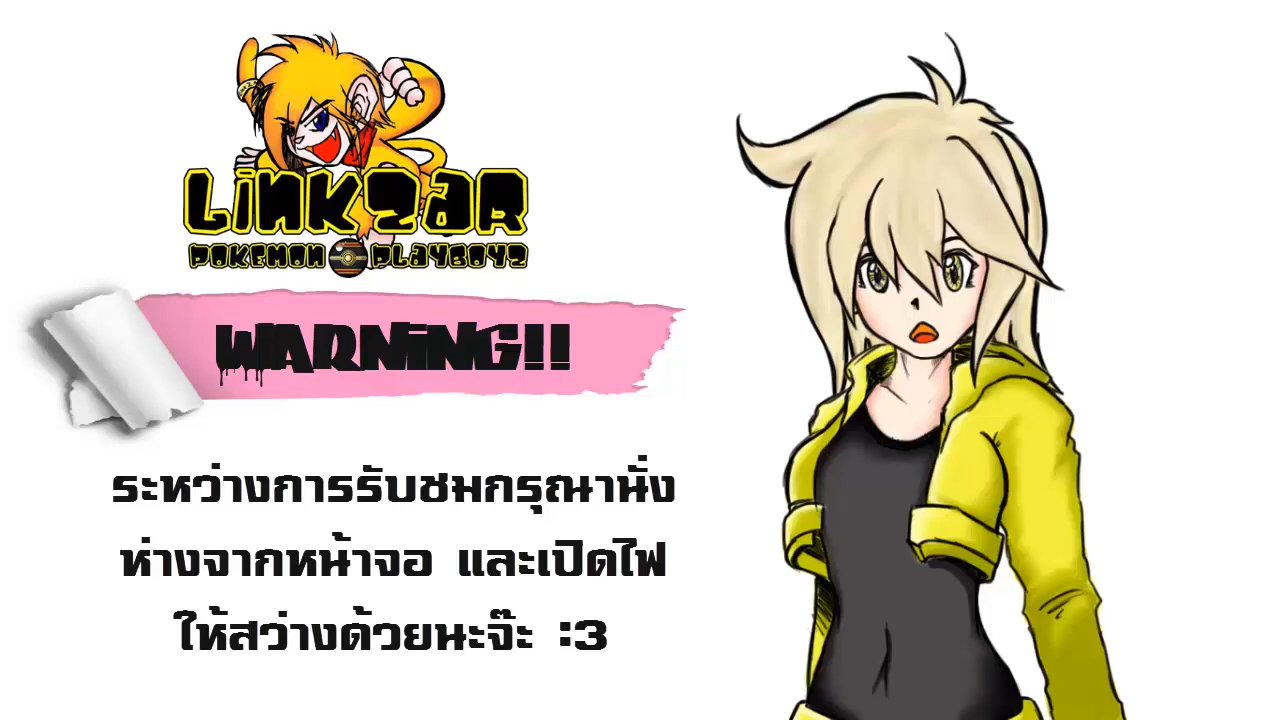 LiNKZAR
POKEMON PLAYBOYZ
WARNiNG!!
ระหว่างการรับชมกรุณานั่ง
ห่างจากหน้าจอ และเปิดไฟ
ให้สว่างด้วยนะจ๊ะ :3